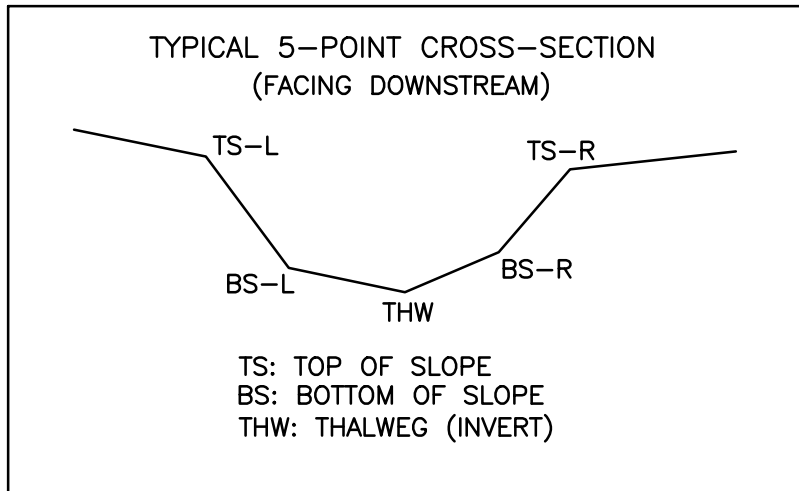 TYPICAL 5-POINT CROSS-SECTION
(FACING DOWNSTREAM)
TS-L
TS-R
BS-L
BS-R
THW
TS: TOP OF SLOPE
BS: BOTTOM OF SLOPE
THW: THALWEG (INVERT)